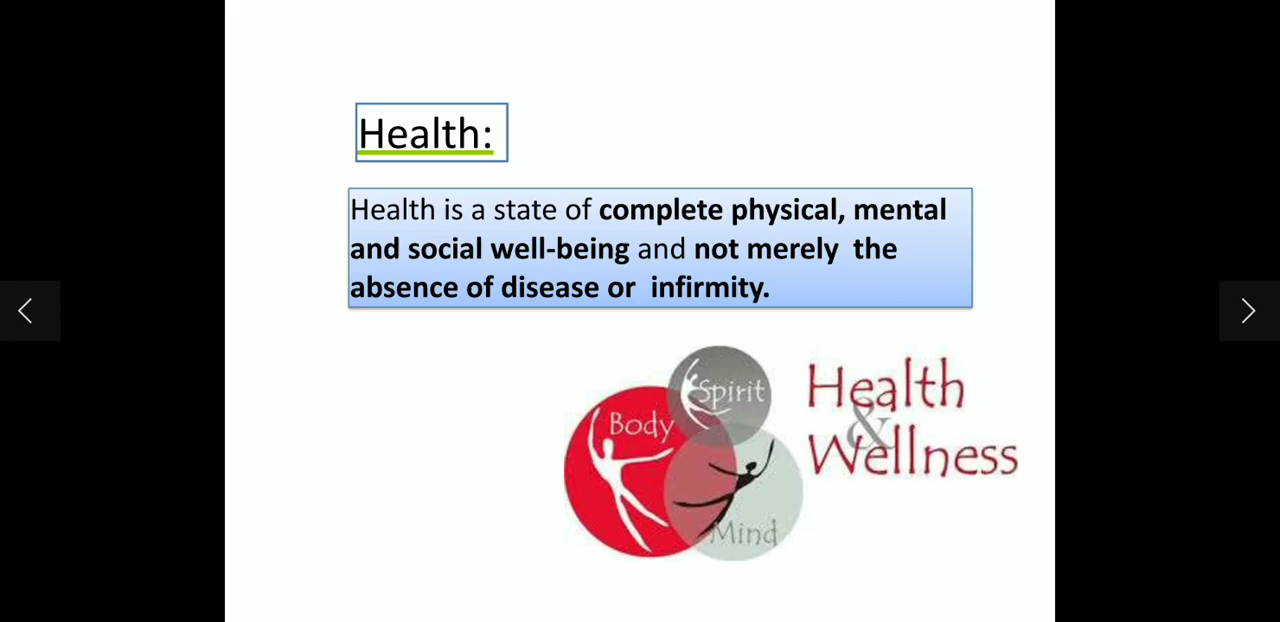 Health:
Health is a state of complete physical, mental
and social well-being and not merely the
absence of disease or infirmity.
Spirit
Body
Mind
Health
&
Wellness